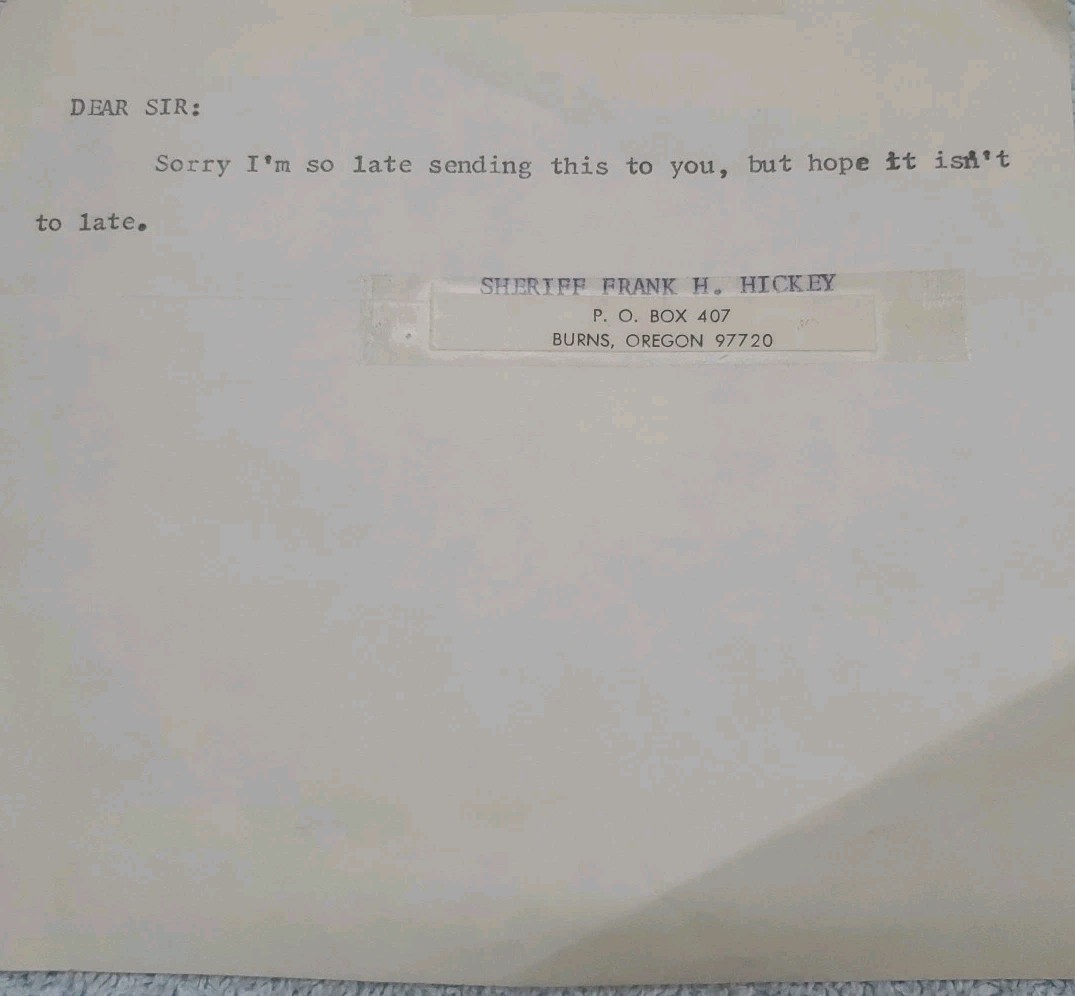 DEAR SIR:
Sorry I'm so late sending this to you, but hope it isn't
to late.
SHERIFF FRANK H. HICKEY
P. O. BOX 407
BURNS, OREGON 97720